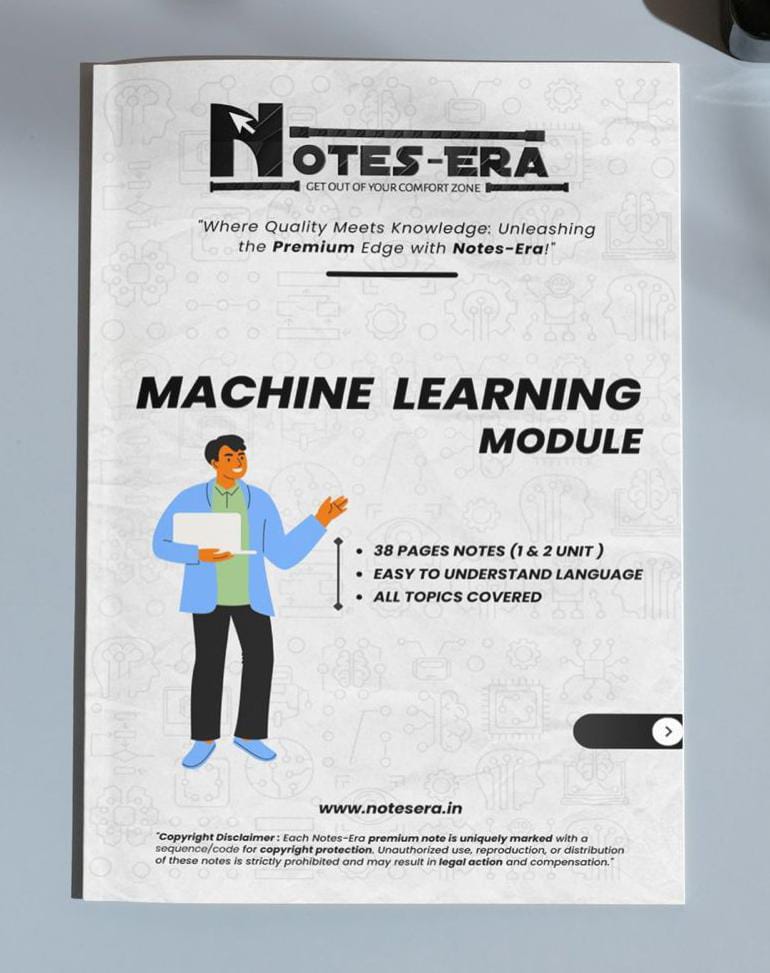 NOTES-ERA
GET OUT OF YOUR COMFORT ZONE
"Where Quality Meets Knowledge: Unleashing
the Premium Edge with Notes-Era!"
MACHINE LEARNING
MODULE
• 38 PAGES NOTES (1 & 2 UNIT )
• EASY TO UNDERSTAND LANGUAGE
• ALL TOPICS COVERED
www.notesera.in
"Copyright Disclaimer : Each Notes-Era premium note is uniquely marked with a
sequence/code for copyright protection. Unauthorized use, reproduction, or distribution
of these notes is strictly prohibited and may result in legal action and compensation."